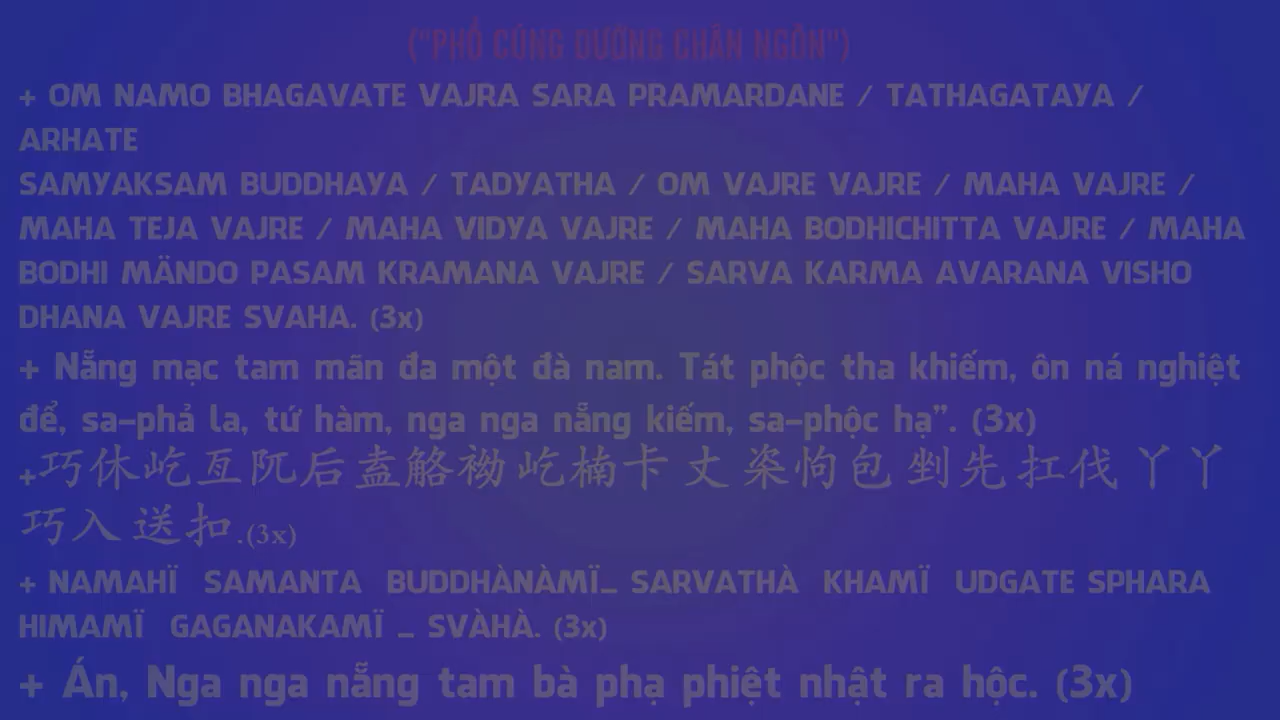 ("PHỔ CÚNG DƯỜNG CHÂN NGÔN")
+ OM NAMO BHAGAVATE VAJRA SARA PRAMARDANE / TATHAGATAYA /
ARHATE
SAMYAKSAM BUDDHAYA / TADYATHA / OM VAJRE VAJRE / MAHA VAJRE /
MAHA TEJA VAJRE / MAHA VIDYA VAJRE / MAHA BODHICHITTA VAJRE / MAHA
BODHI MÄNDO PASAM KRAMANA VAJRE / SARVA KARMA AVARANA VISHO
DHANA VAJRE SVAHA. (3x)
+ Nẵng mạc tam mãn đa một đà nam. Tát phộc tha khiếm, ôn ná nghiệt
để, sa-phả la, tứ hàm, nga nga nẵng kiếm, sa-phộc hạ”. (3x)
+巧休屹亙阢后盍觡袎屹楠卡丈 栥怐包 剉先扛伐丫丫
巧入送扣.(3x)
+ NAMAHÏ SAMANTA BUDDHÀNÀMÏ_ SARVATHÀ KHAMÏ UDGATE SPHARA
HIMAMÏ GAGANAKAMÏ _ SVÀHÀ. (3x)
+ Án, Nga nga nẵng tam bà phạ phiệt nhật ra hộc. (3x)